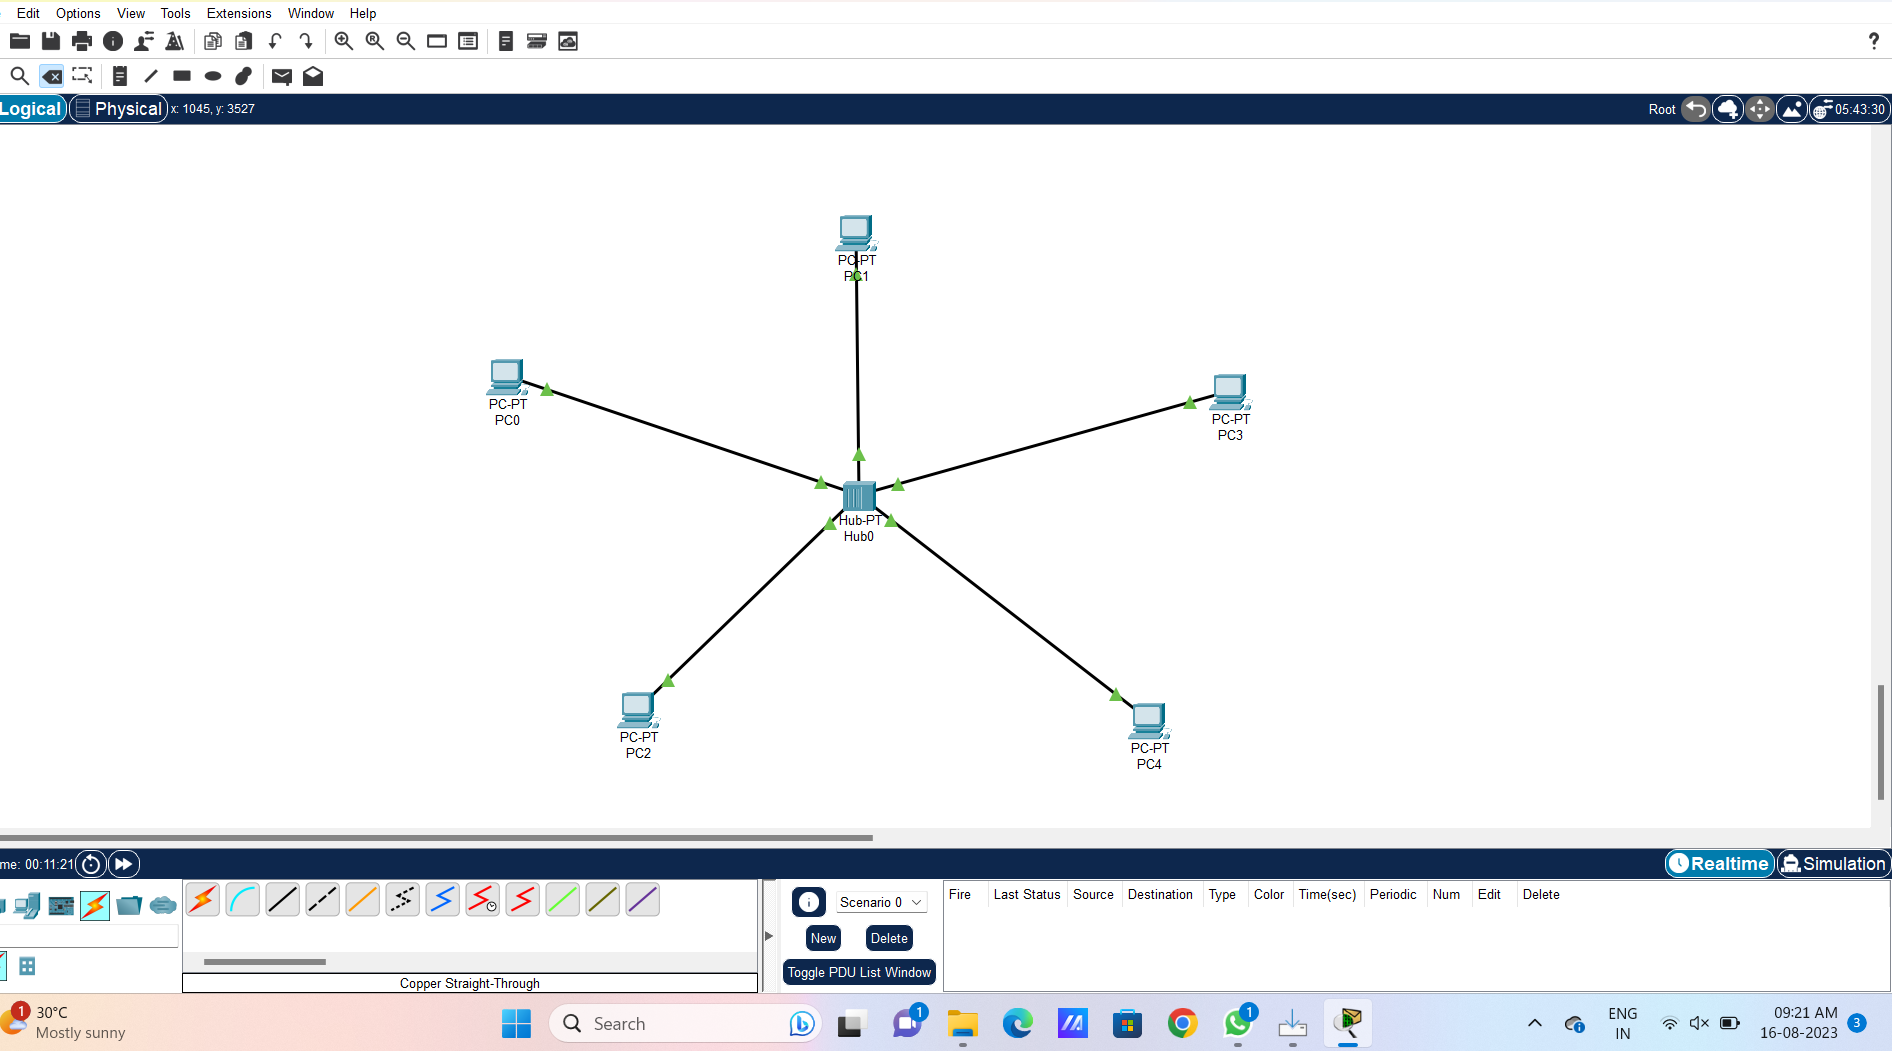 Edit Options View Tools Extensions Window Help
?
Logical Physical x: 1045, y: 3527 Root 05:43:30
PC-PT
PC1
PC-PT
PC0
PC-PT
PC3
Hub-PT
Hub0
PC-PT
PC2
PC-PT
PC4
me: 00:11:21 Realtime Simulation
Scenario 0
New Delete
Toggle PDU List Window
Fire Last Status Source Destination Type Color Time(sec) Periodic Num Edit Delete
Copper Straight-Through
1
30°C
Mostly sunny
Search
1
1
ENG
IN
09:21 AM
16-08-2023
3